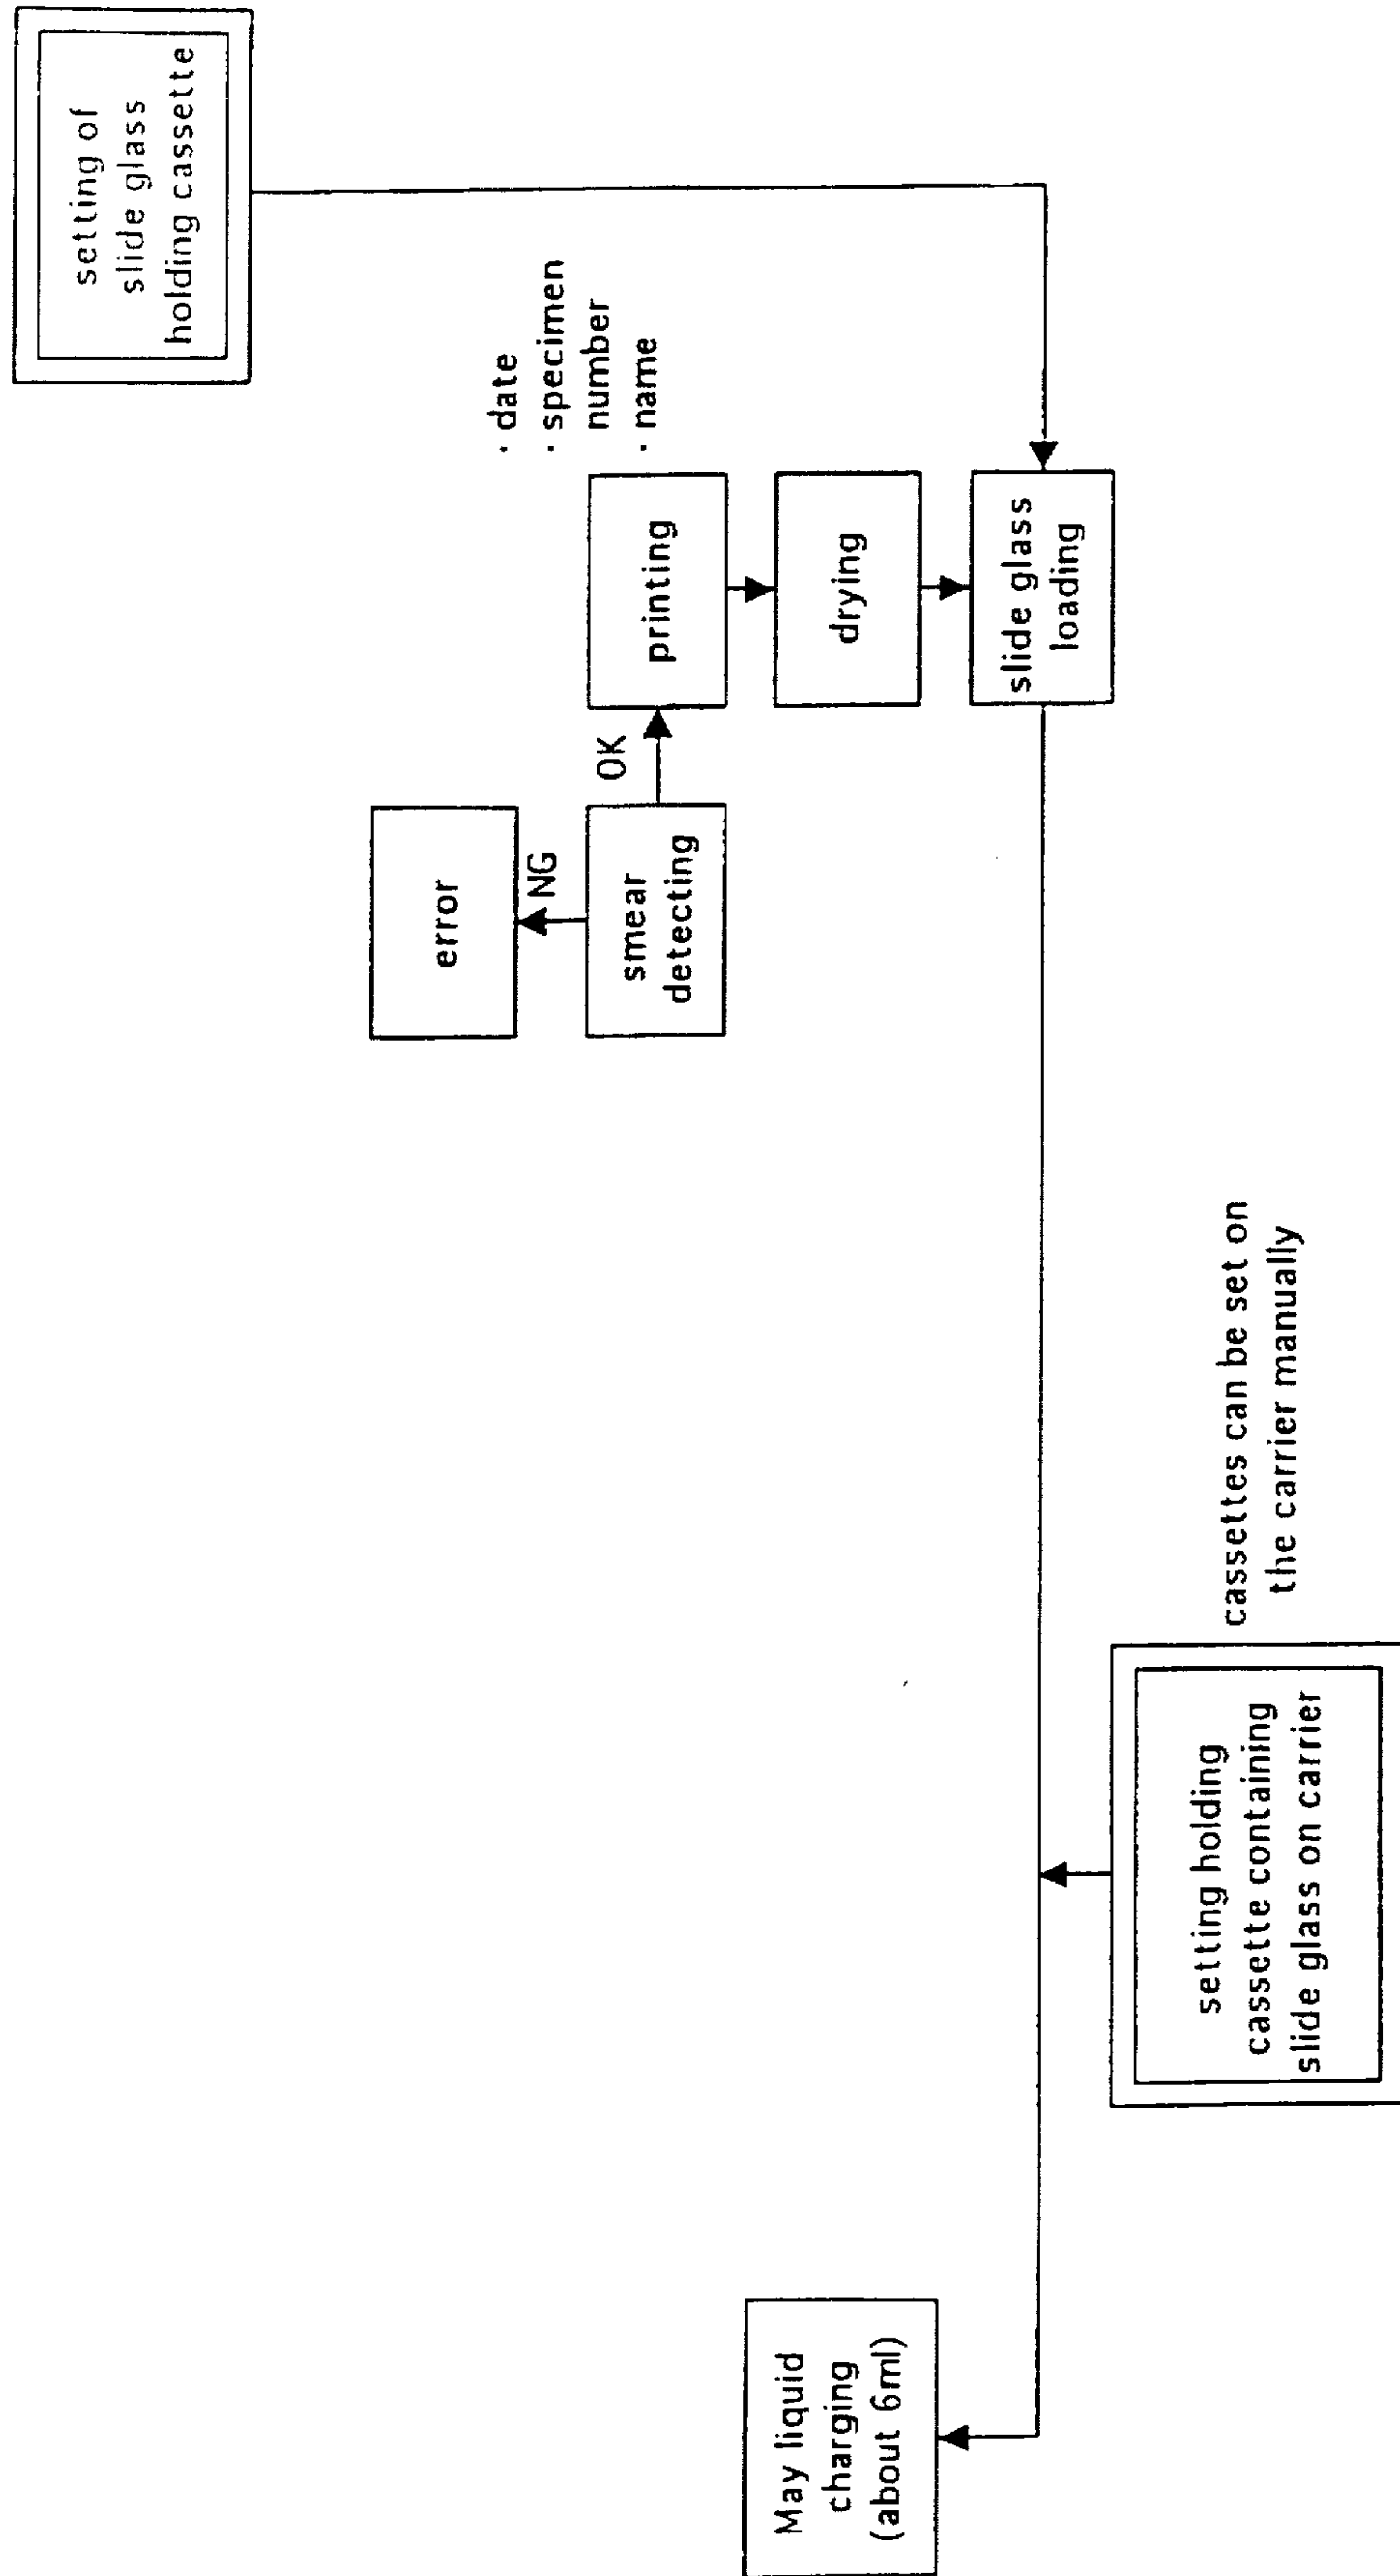 setting of
slide glass
holding cassette
· date
· specimen
number
· name
error
NG
smear
detecting
OK
printing
drying
slide glass
loading
cassettes can be set on
the carrier manually
setting holding
cassette containing
slide glass on carrier
May liquid
charging
(about 6ml)